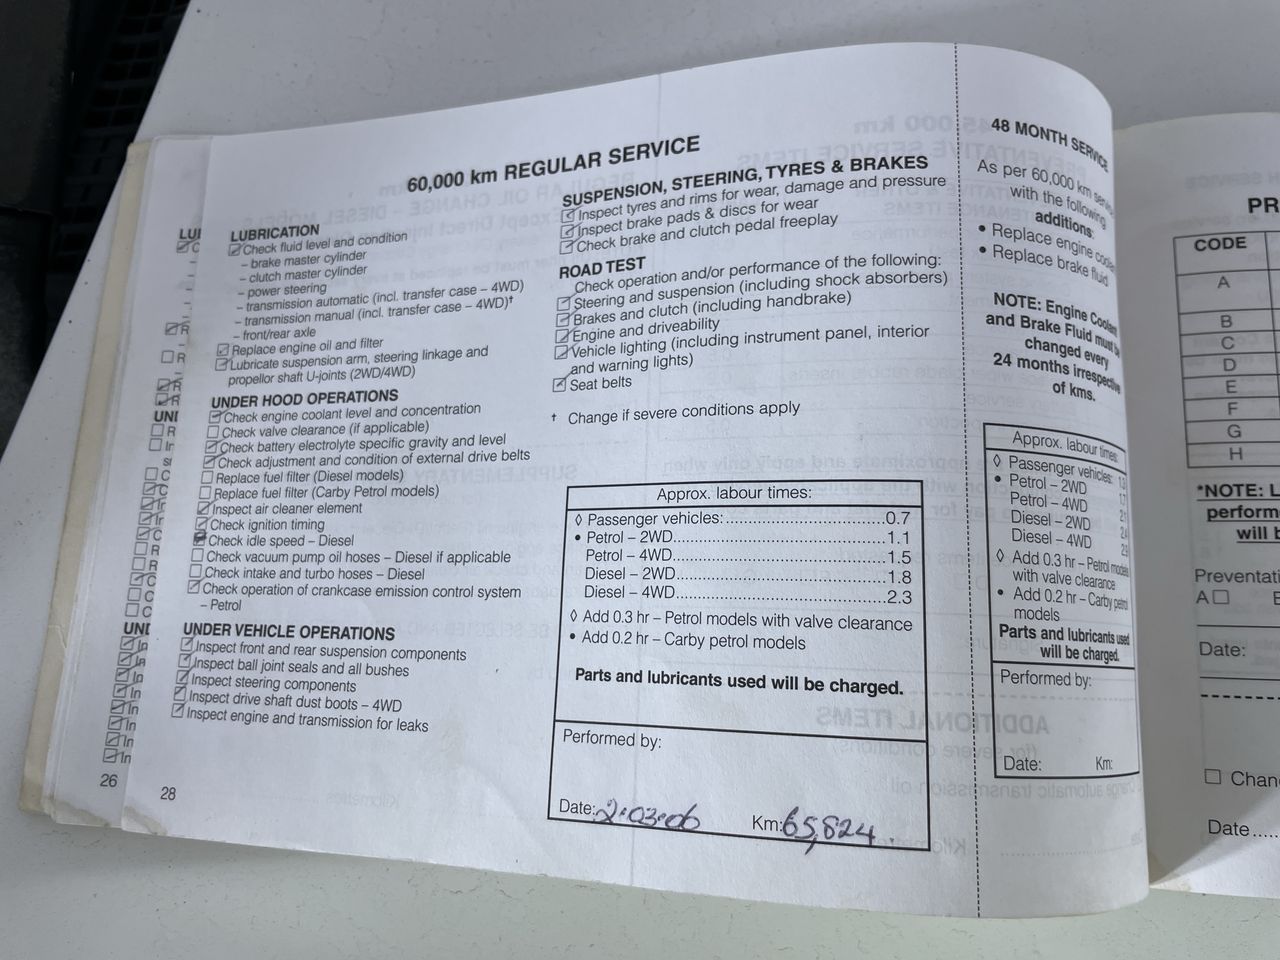 60,000 km REGULAR SERVICE
LUBRICATION
Check fluid level and condition
– brake master cylinder
– clutch master cylinder
– power steering
– transmission automatic (incl. transfer case – 4WD)
– transmission manual (incl. transfer case – 4WD)†
– front/rear axle
Replace engine oil and filter
Lubricate suspension arm, steering linkage and
propellor shaft U-joints (2WD/4WD)
UNDER HOOD OPERATIONS
Check engine coolant level and concentration
Check valve clearance (if applicable)
Check battery electrolyte specific gravity and level
Check adjustment and condition of external drive belts
Replace fuel filter (Diesel models)
Replace fuel filter (Carby Petrol models)
Inspect air cleaner element
Check ignition timing
Check idle speed – Diesel
Check vacuum pump oil hoses – Diesel if applicable
Check intake and turbo hoses – Diesel
Check operation of crankcase emission control system
– Petrol
UNDER VEHICLE OPERATIONS
Inspect front and rear suspension components
Inspect ball joint seals and all bushes
Inspect steering components
Inspect drive shaft dust boots – 4WD
Inspect engine and transmission for leaks
26
28
SUSPENSION, STEERING, TYRES & BRAKES
Inspect tyres and rims for wear, damage and pressure
Inspect brake pads & discs for wear
Check brake and clutch pedal freeplay
ROAD TEST
Check operation and/or performance of the following:
Steering and suspension (including shock absorbers)
Brakes and clutch (including handbrake)
Engine and driveability
Vehicle lighting (including instrument panel, interior
and warning lights)
Seat belts
† Change if severe conditions apply
Approx. labour times:
◊ Passenger vehicles:..............................0.7
• Petrol – 2WD.......................................1.1
Petrol – 4WD.......................................1.5
Diesel – 2WD.......................................1.8
Diesel – 4WD.......................................2.3
◊ Add 0.3 hr – Petrol models with valve clearance
• Add 0.2 hr – Carby petrol models
Parts and lubricants used will be charged.
Performed by:
Date: 2.03.06 Km: 65,824
48 MONTH SERVICE
As per 60,000 km service
with the following
additions:
• Replace engine
• Replace brake fluid
NOTE: Engine Coolant
and Brake Fluid must be
changed every
24 months irrespective
of kms.
Approx. labour times:
◊ Passenger vehicles:
• Petrol – 2WD
Petrol – 4WD
Diesel – 2WD
Diesel – 4WD
◊ Add 0.3 hr – Petrol models
with valve clearance
• Add 0.2 hr – Carby petrol
models
Parts and lubricants used
will be charged.
Performed by:
Date: Km:
PR
CODE
A
B
C
D
E
F
G
H
*NOTE: L
perform
will b
Preventati
A
Date:
Chan
Date.....